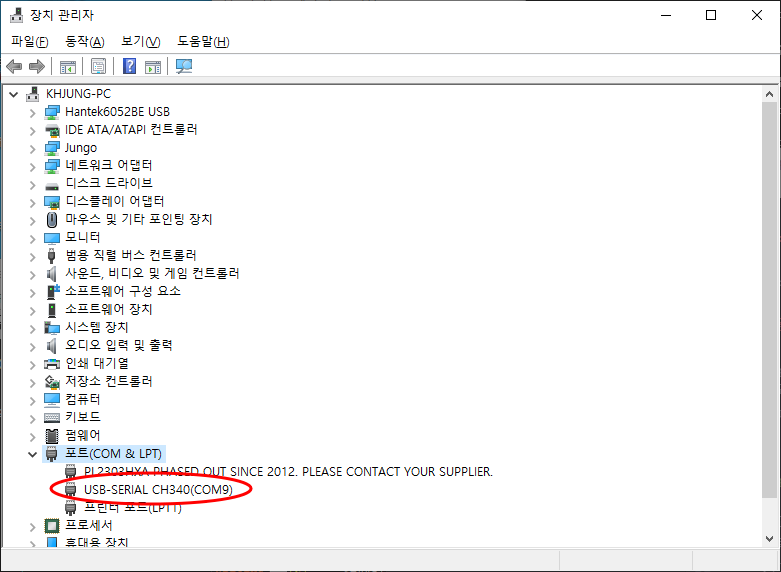 장치 관리자
파일(F) 동작(A) 보기(V) 도움말(H)
KHJUNG-PC
Hantek6052BE USB
IDE ATA/ATAPI 컨트롤러
Jungo
네트워크 어댑터
디스크 드라이브
디스플레이 어댑터
마우스 및 기타 포인팅 장치
모니터
범용 직렬 버스 컨트롤러
사운드, 비디오 및 게임 컨트롤러
소프트웨어 구성 요소
소프트웨어 장치
시스템 장치
오디오 입력 및 출력
인쇄 대기열
저장소 컨트롤러
컴퓨터
키보드
펌웨어
포트(COM & LPT)
PL2303HXA PHASED OUT SINCE 2012. PLEASE CONTACT YOUR SUPPLIER.
USB-SERIAL CH340(COM9)
프린터 포트(LPT1)
프로세서
휴대용 장치